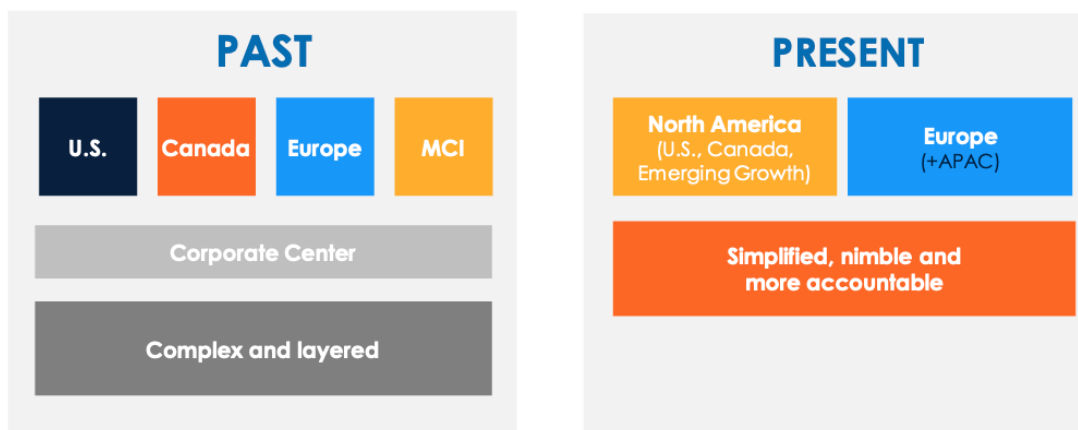 PAST
U.S.
Canada
Europe
MCI
Corporate Center
Complex and layered
PRESENT
North America
(U.S., Canada,
Emerging Growth)
Europe
(+APAC)
Simplified, nimble and
more accountable